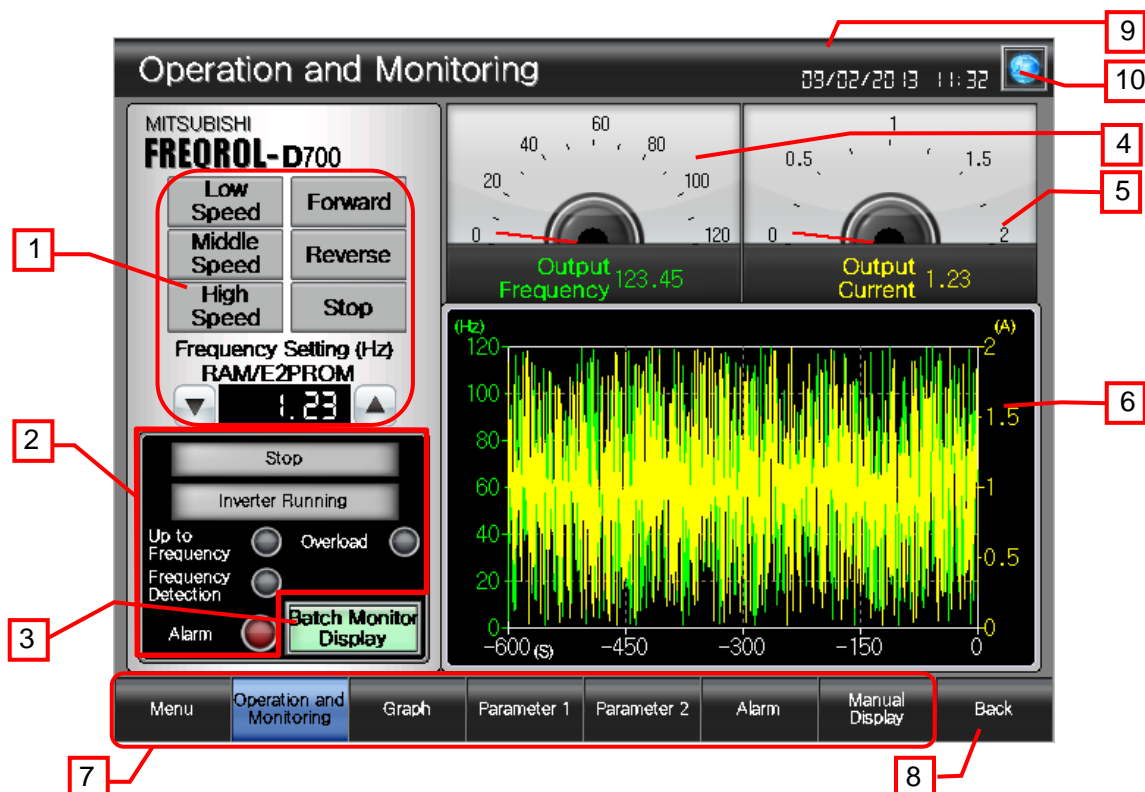 9
Operation and Monitoring
09/02/2013 11:32
10
MITSUBISHI
FREQROL-D700
Low
Speed
Forward
Middle
Speed
Reverse
High
Speed
Stop
Frequency Setting (Hz)
RAM/E2PROM
1.23
1
0 20 40 60 80 100 120
Output
Frequency 123.45
4
0 0.5 1 1.5 2
Output
Current 1.23
5
2
Stop
Inverter Running
Up to
Frequency
Overload
Frequency
Detection
Alarm
Batch Monitor
Display
3
(Hz) (A)
120 2
100
1.5
80
60 1
40
0.5
20
0 0
-600 (S) -450 -300 -150 0
6
Menu
Operation and
Monitoring
Graph
Parameter 1
Parameter 2
Alarm
Manual
Display
Back
7
8